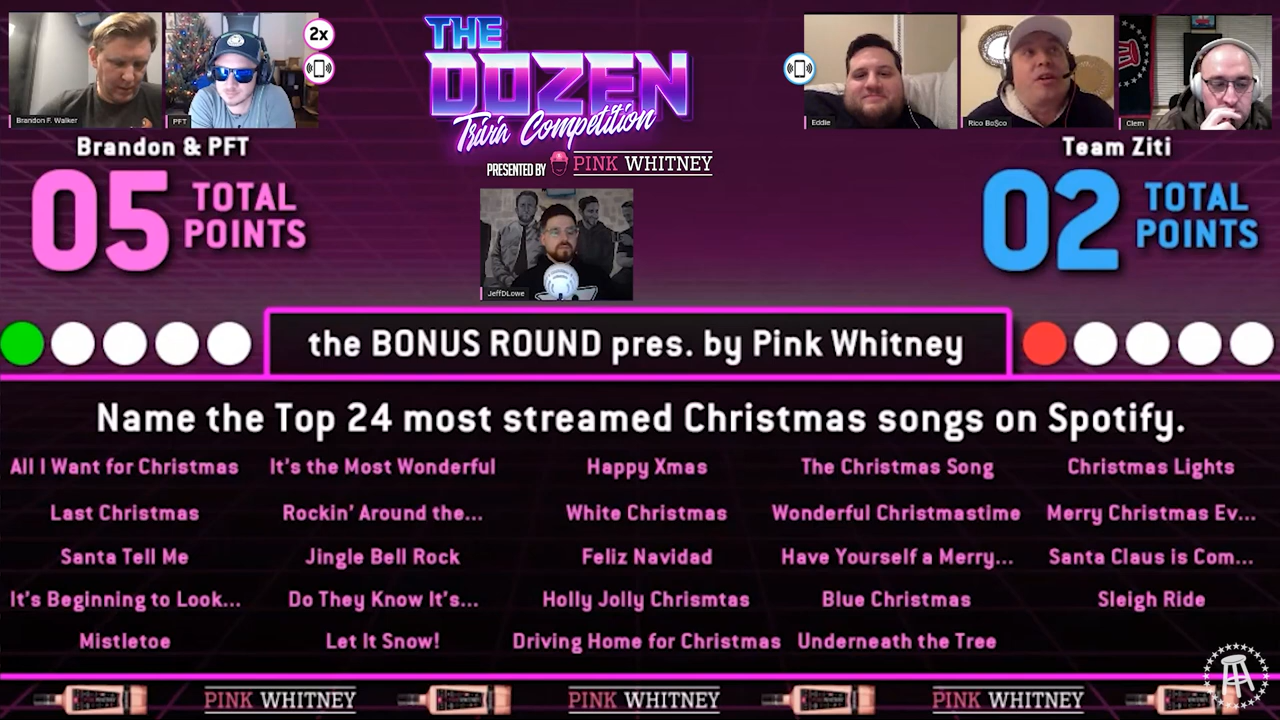 THE
DOZEN
Trivia Competition
PRESENTED BY PINK WHITNEY
2x
Brandon F. Walker
PFT
Eddie
Rico Bo$co
Clem
Brandon & PFT
Team Ziti
05 TOTAL POINTS
02 TOTAL POINTS
JeffDLowe
the BONUS ROUND pres. by Pink Whitney
Name the Top 24 most streamed Christmas songs on Spotify.
All I Want for Christmas It's the Most Wonderful Happy Xmas The Christmas Song Christmas Lights
Last Christmas Rockin' Around the... White Christmas Wonderful Christmastime Merry Christmas Ev...
Santa Tell Me Jingle Bell Rock Feliz Navidad Have Yourself a Merry... Santa Claus is Com...
It's Beginning to Look... Do They Know It's... Holly Jolly Chrismtas Blue Christmas Sleigh Ride
Mistletoe Let It Snow! Driving Home for Christmas Underneath the Tree
PINK WHITNEY PINK WHITNEY PINK WHITNEY